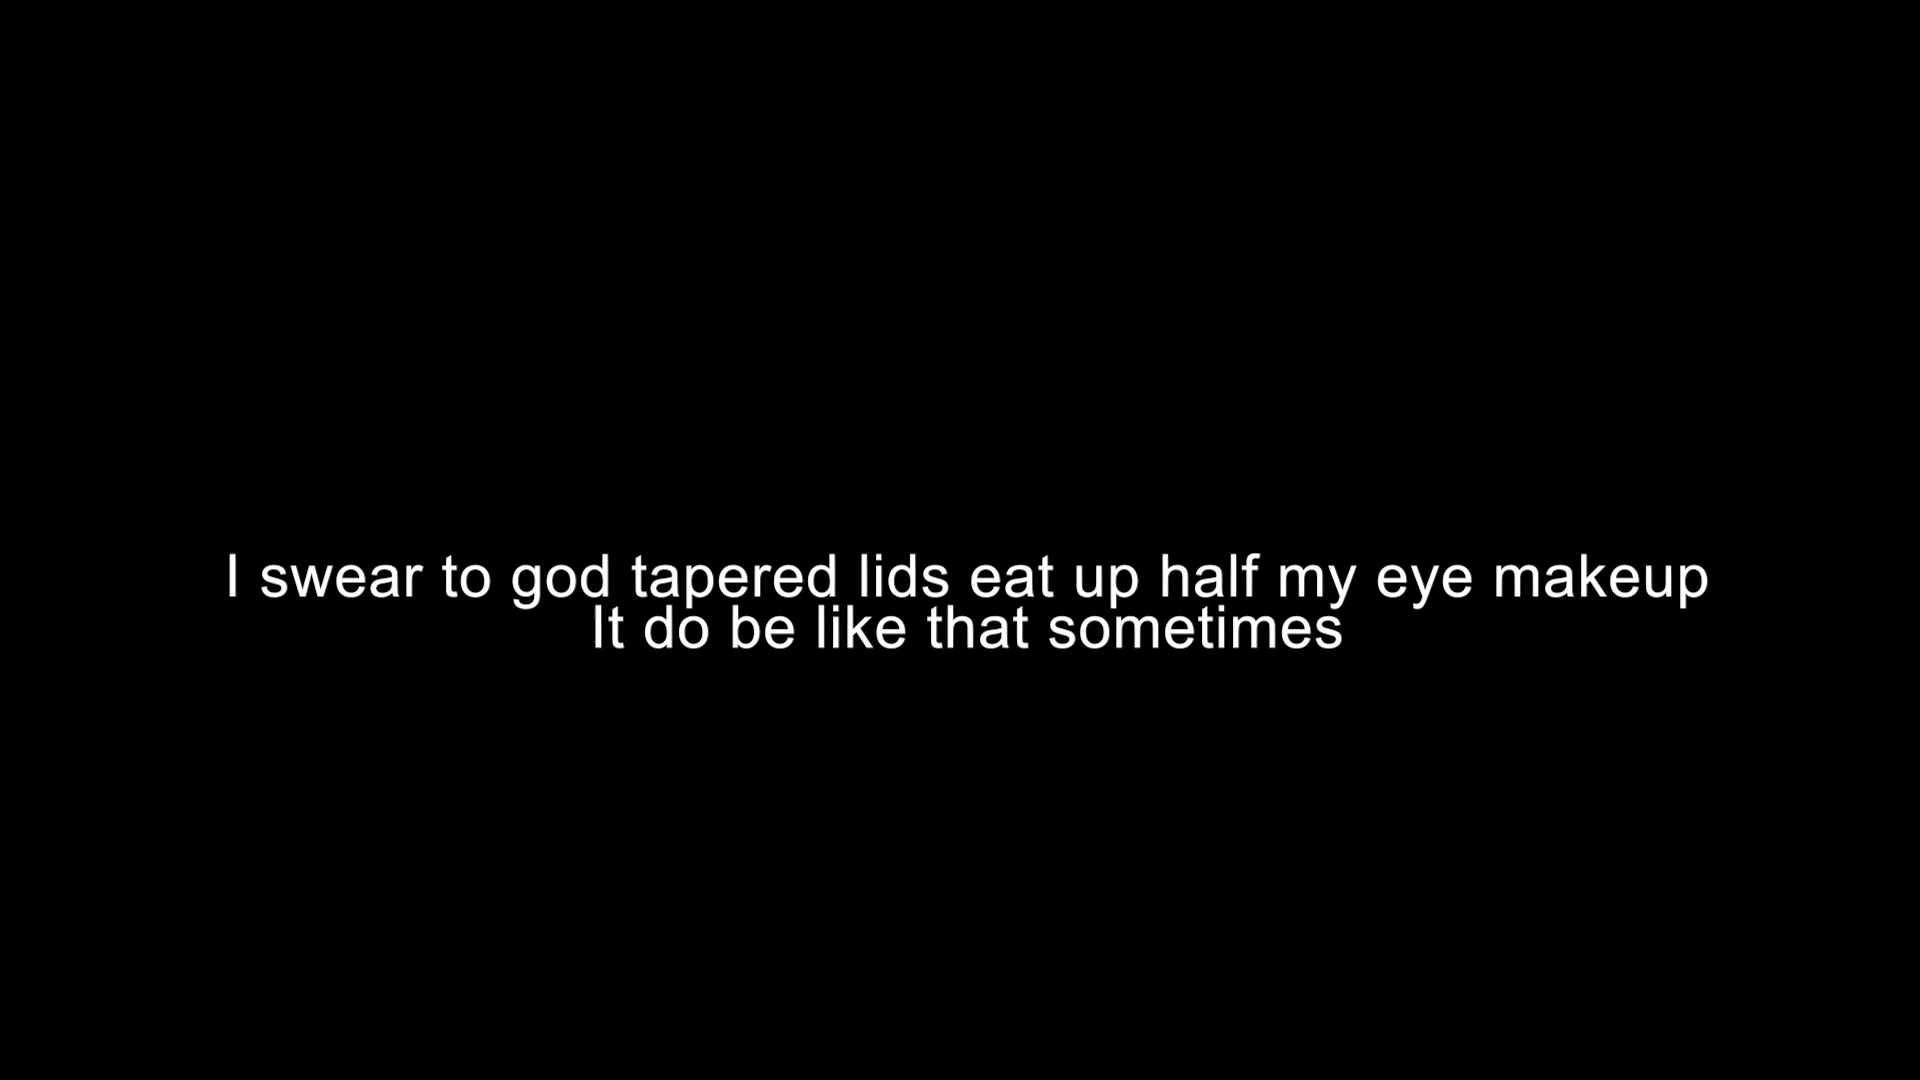 I swear to god tapered lids eat up half my eye makeup
It do be like that sometimes